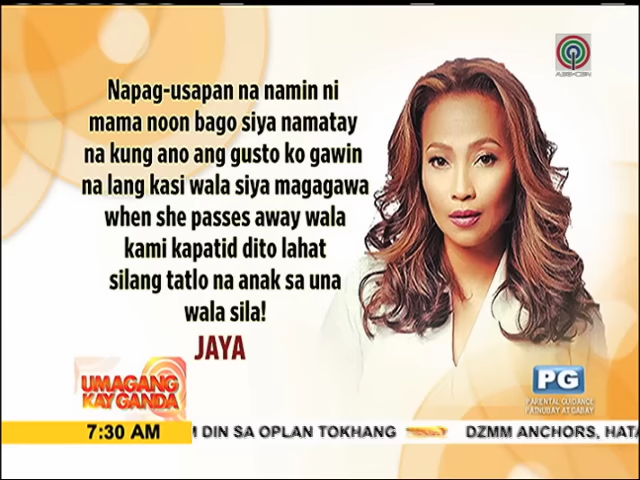 ABS-CBN
Napag-usapan na namin ni
mama noon bago siya namatay
na kung ano ang gusto ko gawin
na lang kasi wala siya magagawa
when she passes away wala
kami kapatid dito lahat
silang tatlo na anak sa una
wala sila!
JAYA
UMAGANG
KAY GANDA
PG
PARENTAL GUIDANCE
PATNUBAY AT GABAY
7:30 AM
M DIN SA OPLAN TOKHANG
DZMM ANCHORS, HATA